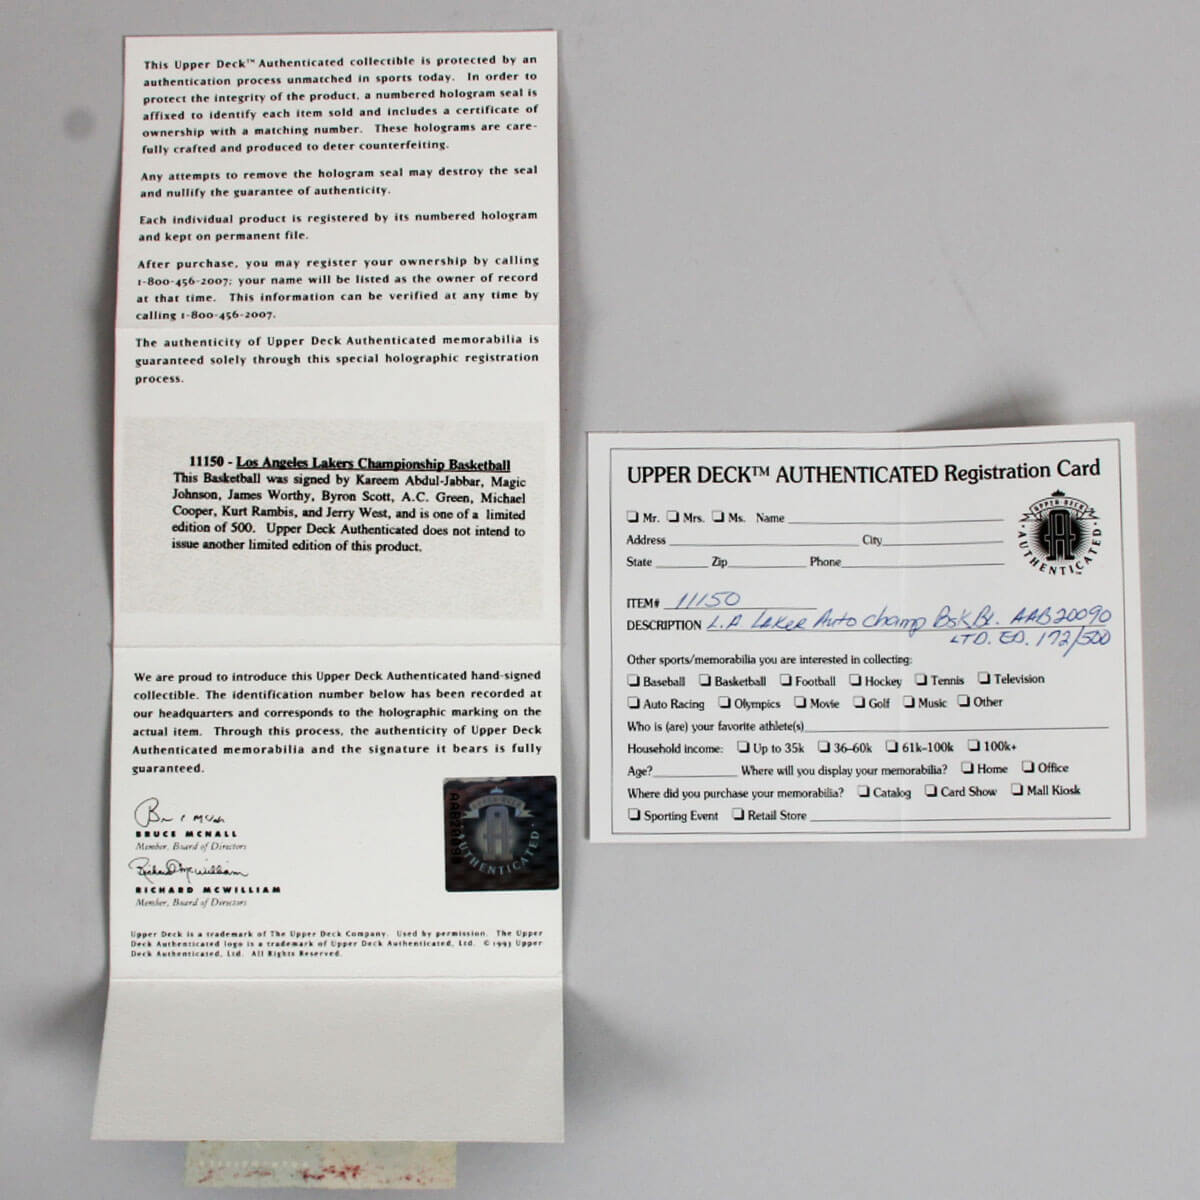 This Upper Deck™ Authenticated collectible is protected by an
authentication process unmatched in sports today. In order to
protect the integrity of the product, a numbered hologram seal is
affixed to identify each item sold and includes a certificate of
ownership with a matching number. These holograms are care-
fully crafted and produced to deter counterfeiting.
Any attempts to remove the hologram seal may destroy the seal
and nullify the guarantee of authenticity.
Each individual product is registered by its numbered hologram
and kept on permanent file.
After purchase, you may register your ownership by calling
1-800-456-2007; your name will be listed as the owner of record
at that time. This information can be verified at any time by
calling 1-800-456-2007.
The authenticity of Upper Deck Authenticated memorabilia is
guaranteed solely through this special holographic registration
process.
11150 - Los Angeles Lakers Championship Basketball
This Basketball was signed by Kareem Abdul-Jabbar, Magic
Johnson, James Worthy, Byron Scott, A.C. Green, Michael
Cooper, Kurt Rambis, and Jerry West, and is one of a limited
edition of 500. Upper Deck Authenticated does not intend to
issue another limited edition of this product.
We are proud to introduce this Upper Deck Authenticated hand-signed
collectible. The identification number below has been recorded at
our headquarters and corresponds to the holographic marking on the
actual item. Through this process, the authenticity of Upper Deck
Authenticated memorabilia and the signature it bears is fully
guaranteed.
BRUCE MCNALL
Member, Board of Directors
RICHARD MCWILLIAM
Member, Board of Directors
UPPER DECK
AUTHENTICATED
Upper Deck is a trademark of The Upper Deck Company. Used by permission. The Upper
Deck Authenticated logo is a trademark of Upper Deck Authenticated, Ltd. © 1993 Upper
Deck Authenticated, Ltd. All Rights Reserved.
UPPER DECK™ AUTHENTICATED Registration Card
Mr. Mrs. Ms. Name
Address City
State Zip Phone
UPPER DECK
AUTHENTICATED™
ITEM# 11150
DESCRIPTION L.A Laker Auto champ BskBl. AAB20090
LTD. ED. 172/500
Other sports/memorabilia you are interested in collecting:
Baseball Basketball Football Hockey Tennis Television
Auto Racing Olympics Movie Golf Music Other
Who is (are) your favorite athlete(s)
Household income: Up to 35k 36-60k 61k-100k 100k+
Age? Where will you display your memorabilia? Home Office
Where did you purchase your memorabilia? Catalog Card Show Mall Kiosk
Sporting Event Retail Store